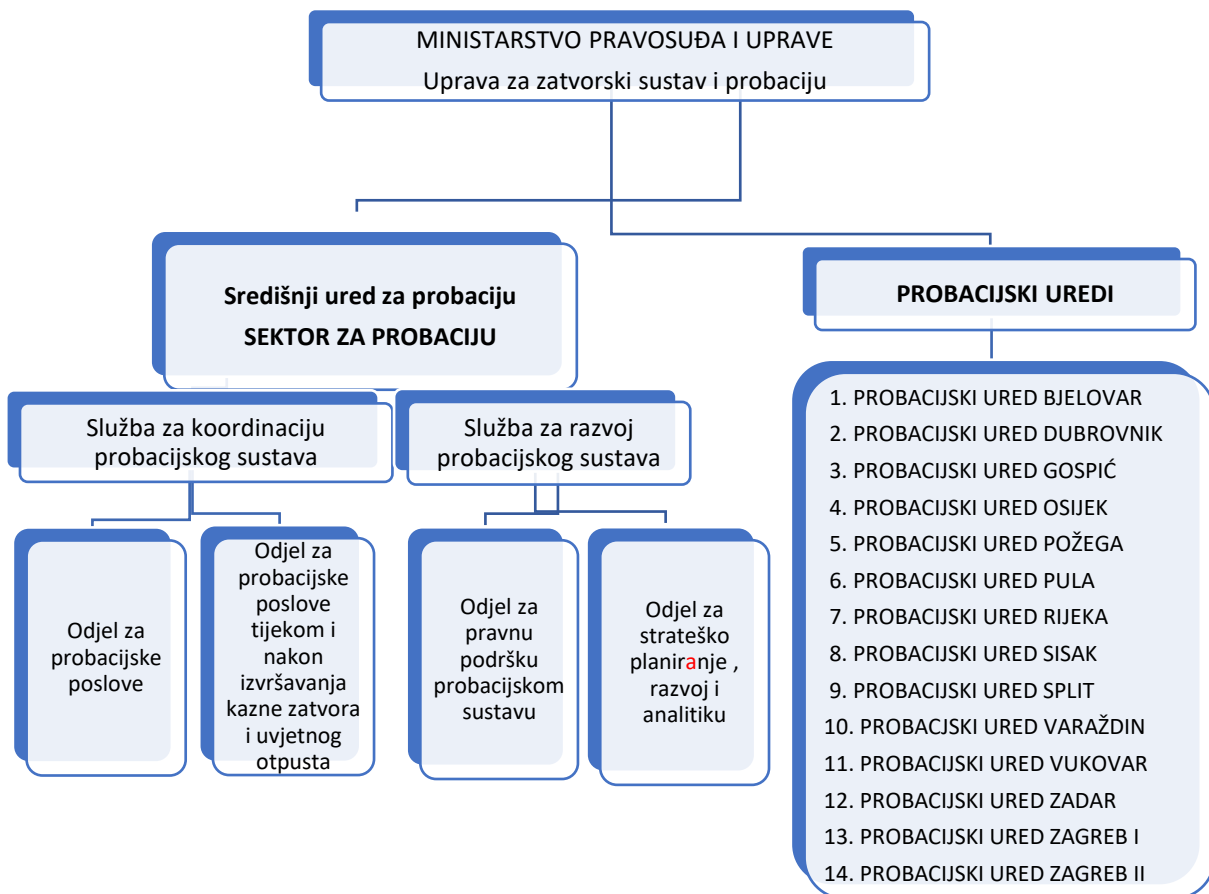 MINISTARSTVO PRAVOSUĐA I UPRAVE
Uprava za zatvorski sustav i probaciju
Središnji ured za probaciju
SEKTOR ZA PROBACIJU
PROBACIJSKI UREDI
Služba za koordinaciju
probacijskog sustava
Služba za razvoj
probacijskog sustava
Odjel za
probacijske
poslove
Odjel za
probacijske
poslove
tijekom i
nakon
izvršavanja
kazne zatvora
i uvjetnog
otpusta
Odjel za
pravnu
podršku
probacijskom
sustavu
Odjel za
strateško
planiranje ,
razvoj i
analitiku
1. PROBACIJSKI URED BJELOVAR
2. PROBACIJSKI URED DUBROVNIK
3. PROBACIJSKI URED GOSPIĆ
4. PROBACIJSKI URED OSIJEK
5. PROBACIJSKI URED POŽEGA
6. PROBACIJSKI URED PULA
7. PROBACIJSKI URED RIJEKA
8. PROBACIJSKI URED SISAK
9. PROBACIJSKI URED SPLIT
10. PROBACJSKI URED VARAŽDIN
11. PROBACIJSKI URED VUKOVAR
12. PROBACIJSKI URED ZADAR
13. PROBACIJSKI URED ZAGREB I
14. PROBACIJSKI URED ZAGREB II